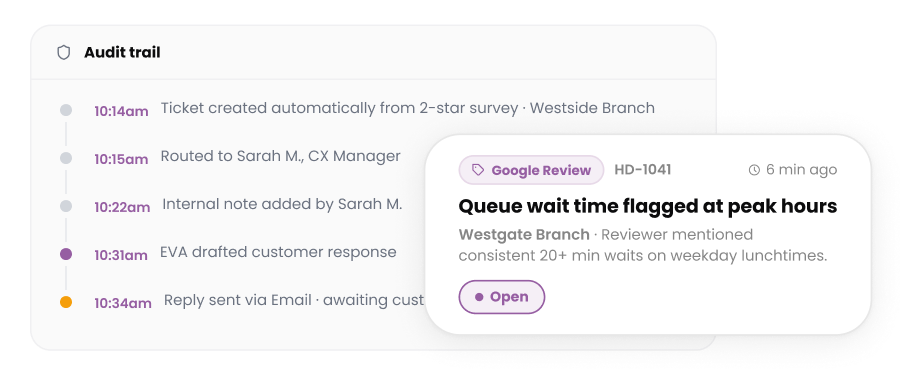 Audit trail
10:14am Ticket created automatically from 2-star survey · Westside Branch
10:15am Routed to Sarah M., CX Manager
10:22am Internal note added by Sarah M.
10:31am EVA drafted customer response
10:34am Reply sent via Email · awaiting cust
Google Review HD-1041 6 min ago
Queue wait time flagged at peak hours
Westgate Branch · Reviewer mentioned
consistent 20+ min waits on weekday lunchtimes.
Open